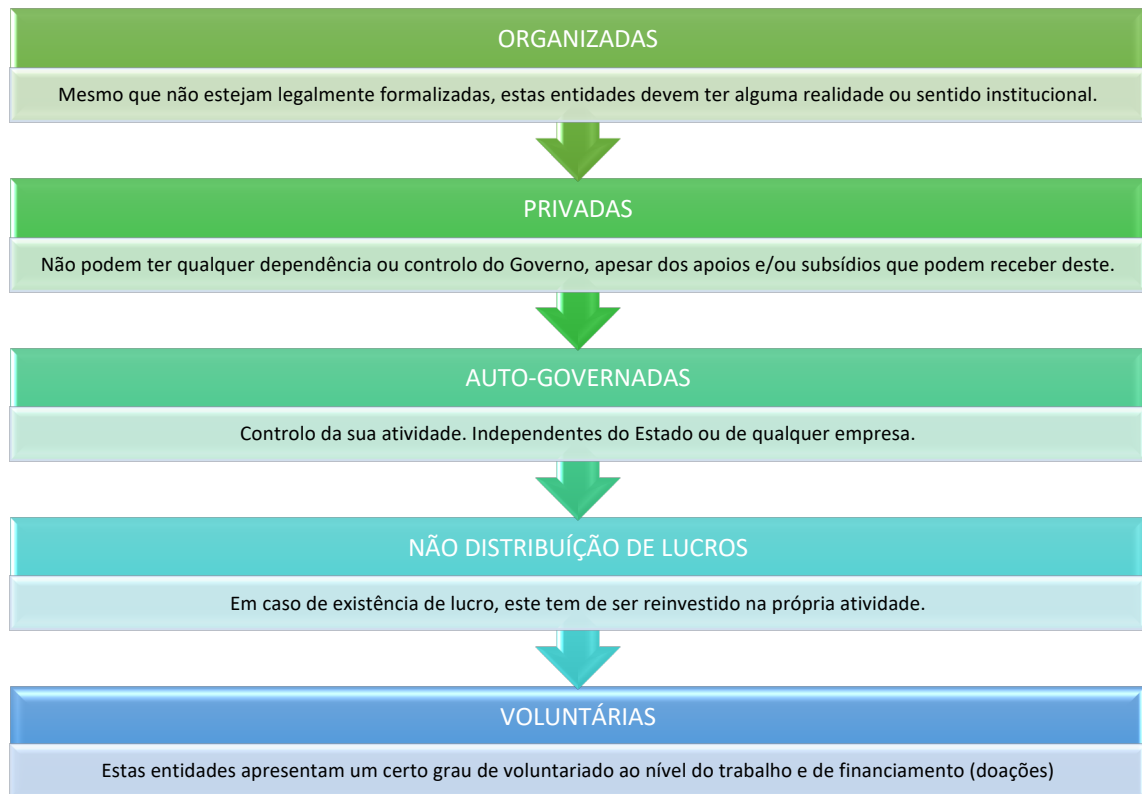 ORGANIZADAS
Mesmo que não estejam legalmente formalizadas, estas entidades devem ter alguma realidade ou sentido institucional.
PRIVADAS
Não podem ter qualquer dependência ou controlo do Governo, apesar dos apoios e/ou subsídios que podem receber deste.
AUTO-GOVERNADAS
Controlo da sua atividade. Independentes do Estado ou de qualquer empresa.
NÃO DISTRIBUÍÇÃO DE LUCROS
Em caso de existência de lucro, este tem de ser reinvestido na própria atividade.
VOLUNTÁRIAS
Estas entidades apresentam um certo grau de voluntariado ao nível do trabalho e de financiamento (doações)